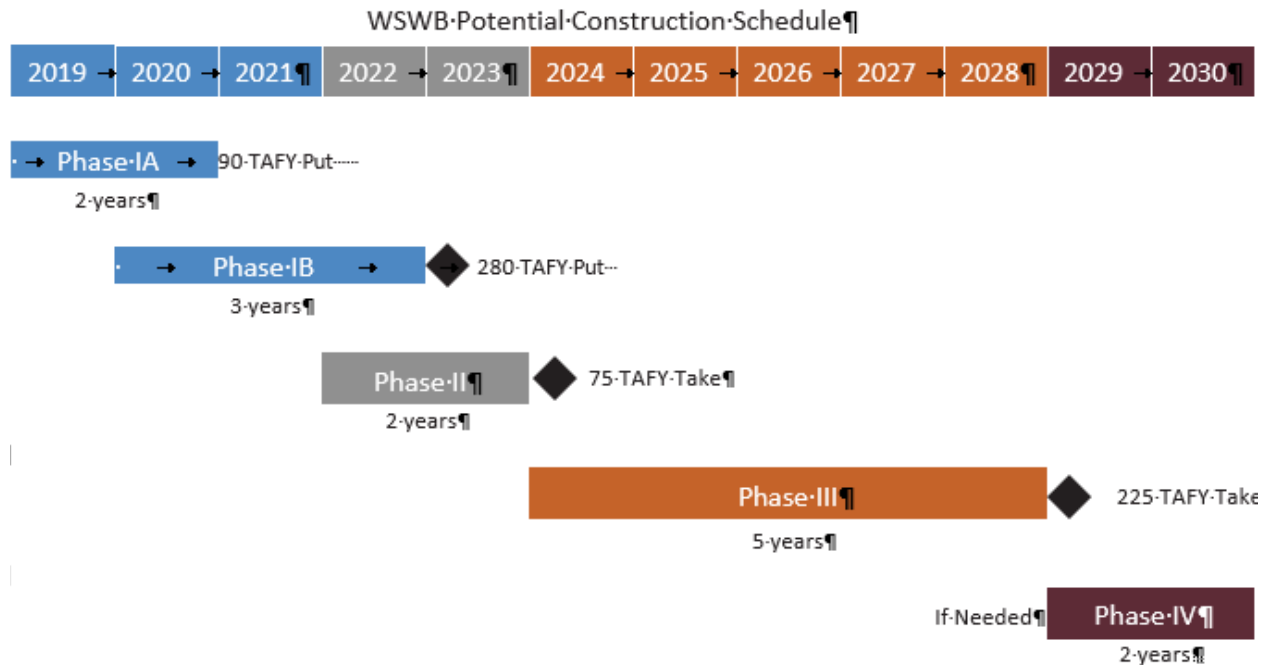 WSWB·Potential·Construction·Schedule¶
2019 → 2020 → 2021¶ 2022 → 2023¶ 2024 → 2025 → 2026 → 2027 → 2028¶ 2029 → 2030¶
· → Phase·IA → 90·TAFY·Put······
2·years¶
· → Phase·IB → → 280·TAFY·Put···
3·years¶
Phase·II¶ 75·TAFY·Take¶
2·years¶
Phase·III¶ 225·TAFY·Take
5·years¶
If·Needed¶ Phase·IV¶
2·years¶